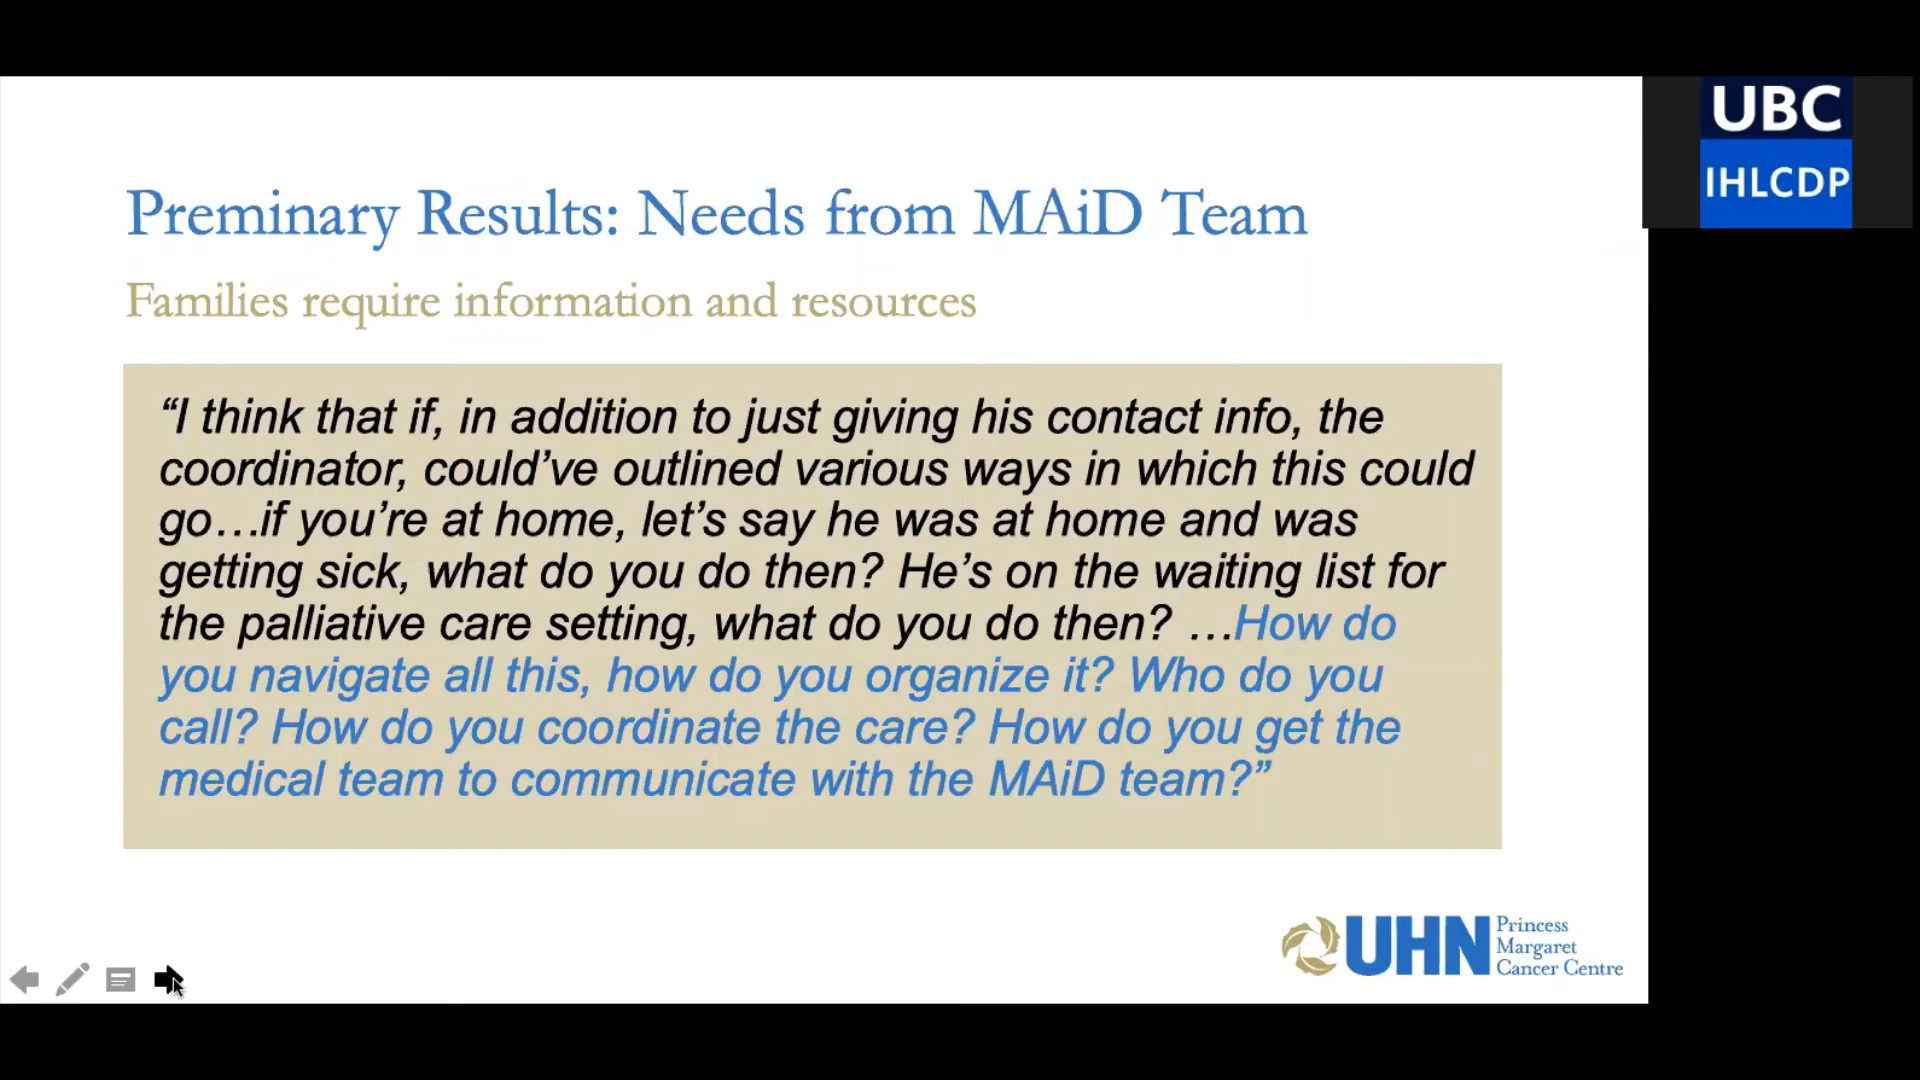 Preminary Results: Needs from MAiD Team
Families require information and resources
“I think that if, in addition to just giving his contact info, the
coordinator, could’ve outlined various ways in which this could
go…if you’re at home, let’s say he was at home and was
getting sick, what do you do then? He’s on the waiting list for
the palliative care setting, what do you do then? …How do
you navigate all this, how do you organize it? Who do you
call? How do you coordinate the care? How do you get the
medical team to communicate with the MAiD team?”
UHN
Princess
Margaret
Cancer Centre
UBC
IHLCDP